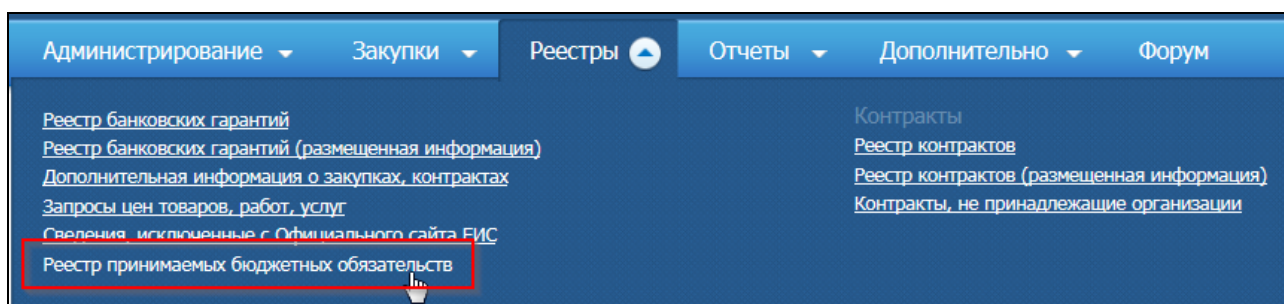 Администрирование Закупки Реестры Отчеты Дополнительно Форум
Реестр банковских гарантий
Реестр банковских гарантий (размещенная информация)
Дополнительная информация о закупках, контрактах
Запросы цен товаров, работ, услуг
Сведения, исключенные с Официального сайта ЕИС
Реестр принимаемых бюджетных обязательств
Контракты
Реестр контрактов
Реестр контрактов (размещенная информация)
Контракты, не принадлежащие организации